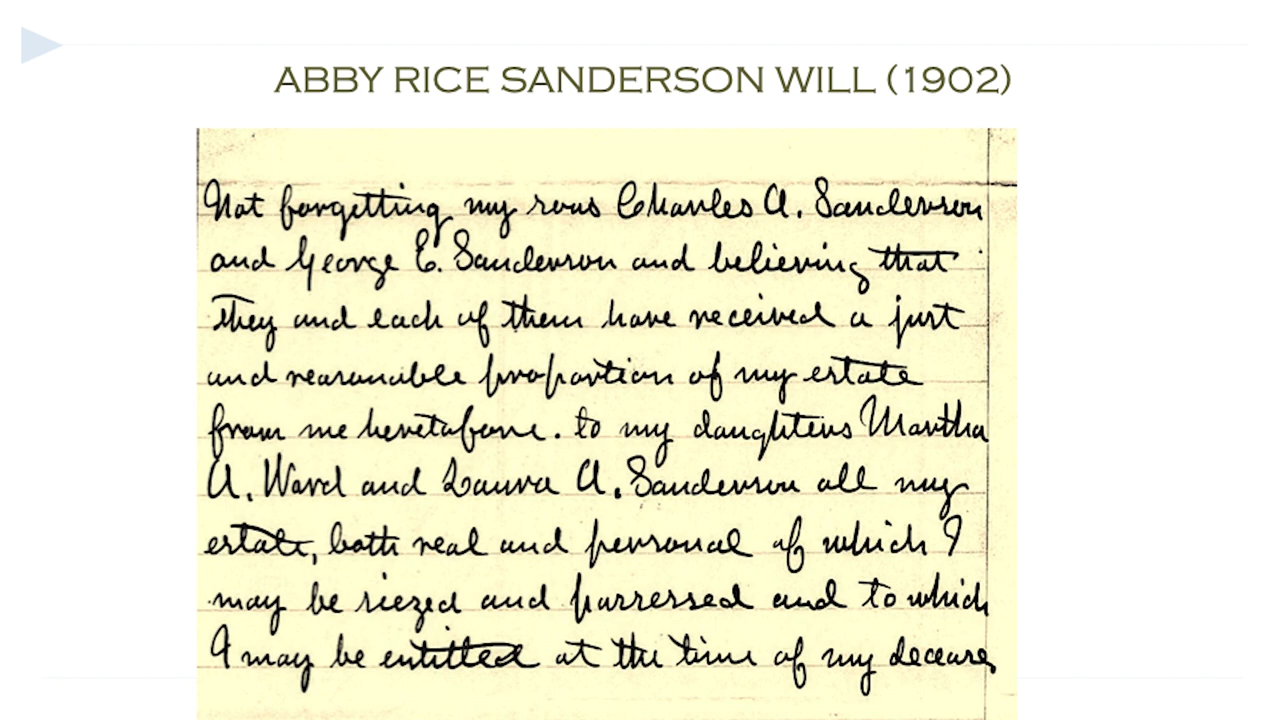 ABBY RICE SANDERSON WILL (1902)
Not forgetting my sons Charles A. Sanderson
and George E. Sanderson and believing that
they and each of them have received a just
and reasonable proportion of my estate
from me heretofore. to my daughters Martha
A. Ward and Laura A. Sanderson all my
estate, both real and personal of which I
may be siezed and possessed and to which
I may be entitled at the time of my decease,